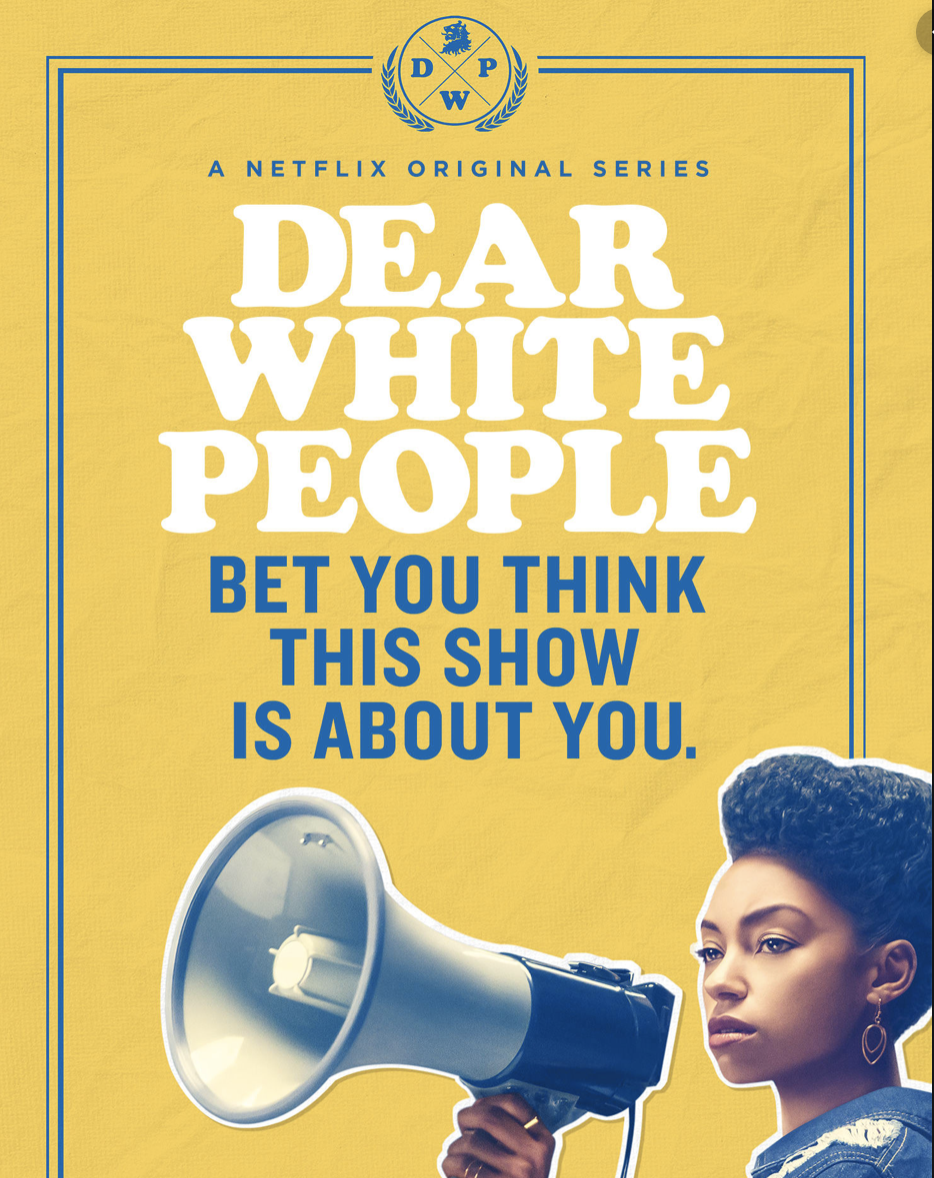 D P
W
A NETFLIX ORIGINAL SERIES
DEAR
WHITE
PEOPLE
BET YOU THINK
THIS SHOW
IS ABOUT YOU.